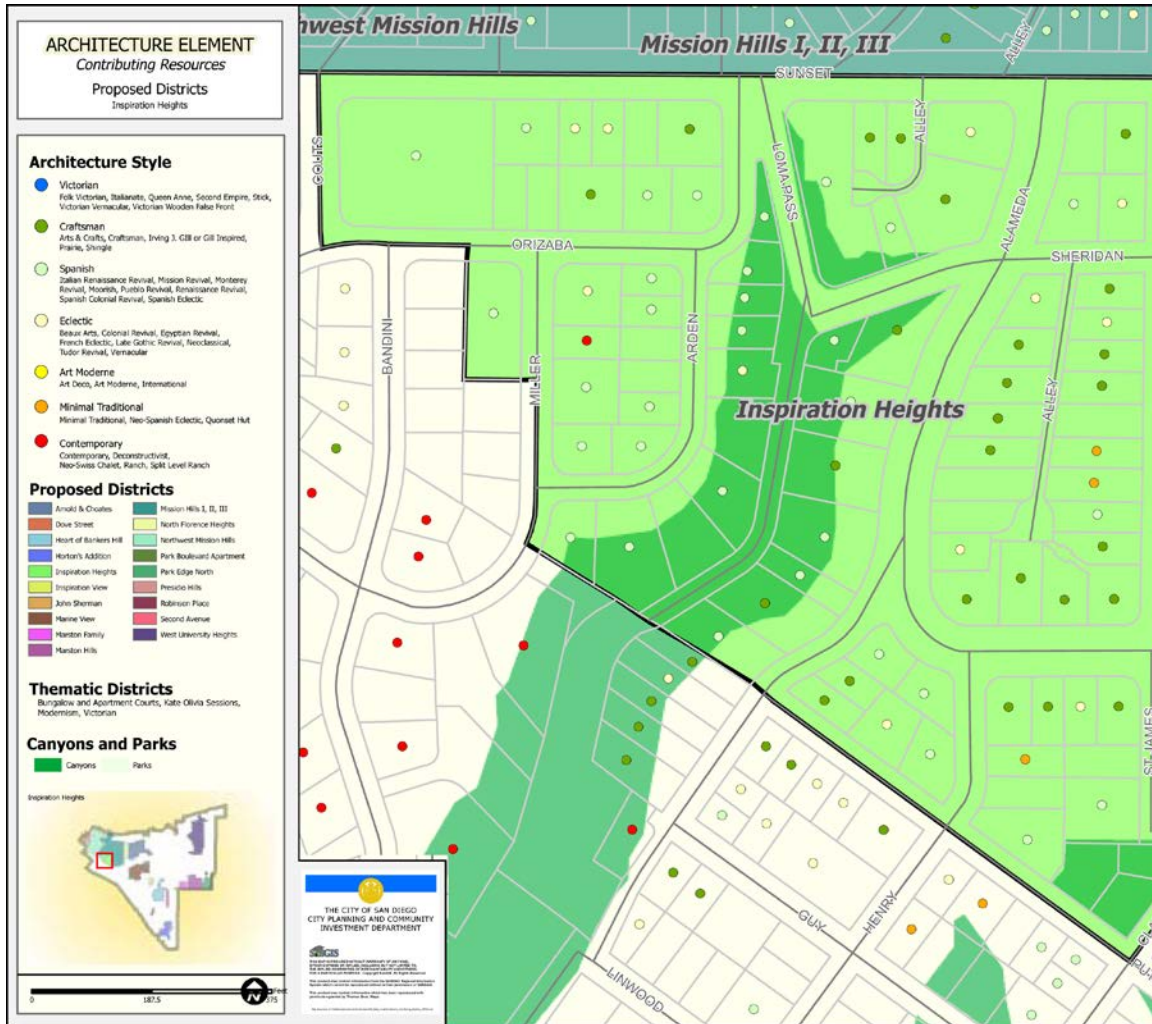 ARCHITECTURE ELEMENT
Contributing Resources
Proposed Districts
Inspiration Heights
Architecture Style
Victorian
Folk Victorian, Italianate, Queen Anne, Second Empire, Stick,
Victorian Vernacular, Victorian Wooden False Front
Craftsman
Arts & Crafts, Craftsman, Irving J. Gill or Gill Inspired,
Prairie, Shingle
Spanish
Italian Renaissance Revival, Mission Revival, Monterey
Revival, Moorish, Pueblo Revival, Renaissance Revival,
Spanish Colonial Revival, Spanish Eclectic
Eclectic
Beaux Arts, Colonial Revival, Egyptian Revival,
French Eclectic, Late Gothic Revival, Neoclassical,
Tudor Revival, Vernacular
Art Moderne
Art Deco, Art Moderne, International
Minimal Traditional
Minimal Traditional, Neo-Spanish Eclectic, Quonset Hut
Contemporary
Contemporary, Deconstructivist,
Neo-Swiss Chalet, Ranch, Split Level Ranch
Proposed Districts
Arnold & Choates
Dove Street
Heart of Bankers Hill
Horton's Addition
Inspiration Heights
Inspiration View
John Sherman
Marine View
Marston Family
Marston Hills
Mission Hills I, II, III
North Florence Heights
Northwest Mission Hills
Park Boulevard Apartment
Park Edge North
Presidio Hills
Robinson Place
Second Avenue
West University Heights
Thematic Districts
Bungalow and Apartment Courts, Kate Olivia Sessions,
Modernism, Victorian
Canyons and Parks
Canyons
Parks
Inspiration Heights
0
187.5
375
Feet
N
THE CITY OF SAN DIEGO
CITY PLANNING AND COMMUNITY
INVESTMENT DEPARTMENT
hwest Mission Hills
Mission Hills I, II, III
ALLEY
SUNSET
COUTS
LOMA PASS
ALLEY
ALAMEDA
ORIZABA
SHERIDAN
BANDINI
MILLER
ARDEN
ALLEY
Inspiration Heights
ST JAMES
GUY
HENRY
LINWOOD